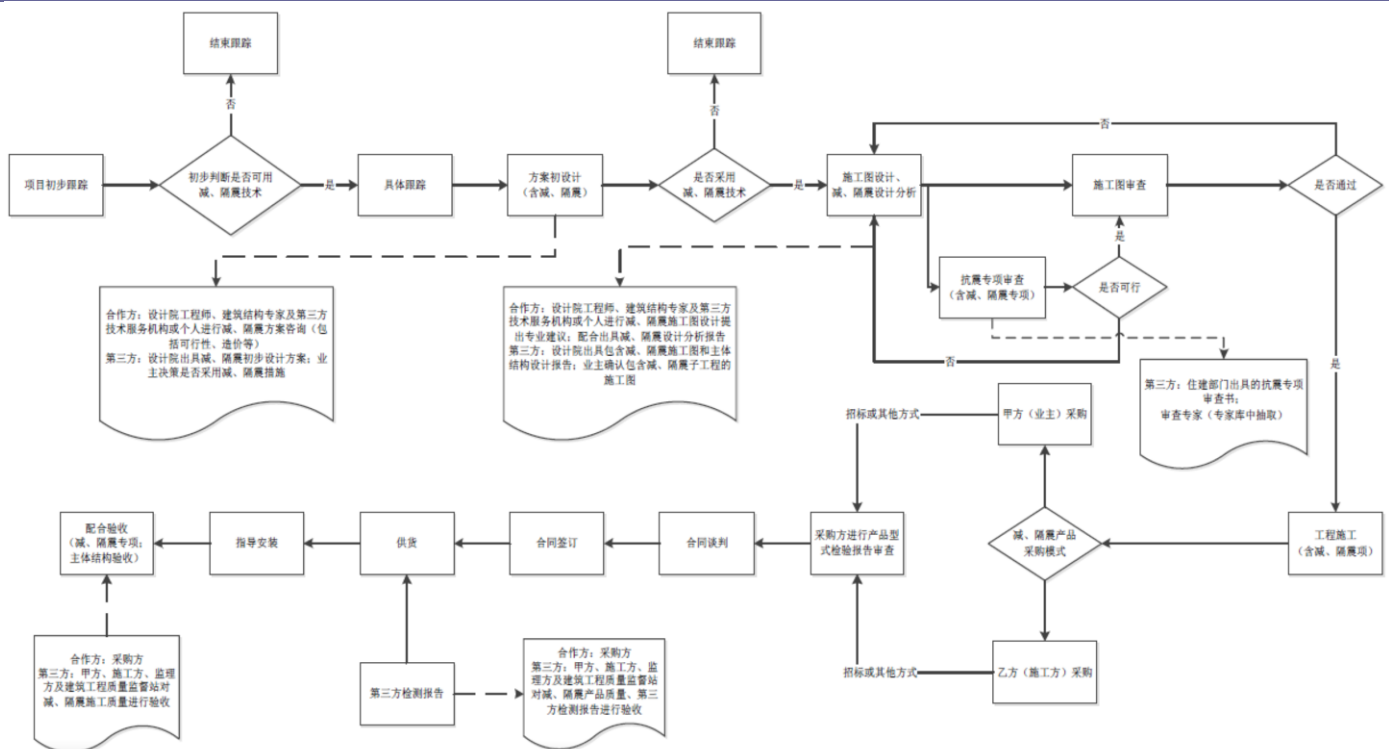 结束跟踪
结束跟踪
否
否
否
项目初步跟踪
初步判断是否可用
减、隔震技术
是
具体跟踪
方案初设计
（含减、隔震）
是否采用
减、隔震技术
是
施工图设计、
减、隔震设计分析
施工图审查
是否通过
是
抗震专项审查
（含减、隔震专项）
是否可行
否
是
合作方：设计院工程师、建筑结构专家及第三方
技术服务机构或个人进行减、隔震方案咨询（包
括可行性、造价等）
第三方：设计院出具减、隔震初步设计方案；业
主决策是否采用减、隔震措施
合作方：设计院工程师、建筑结构专家及第三方
技术服务机构或个人进行减、隔震施工图设计提
出专业建议；配合出具减、隔震设计分析报告
第三方：设计院出具包含减、隔震施工图和主体
结构设计报告；业主确认包含减、隔震子工程的
施工图
第三方：住建部门出具的抗震专项
审查书；
审查专家（专家库中抽取）
招标或其他方式
甲方（业主）采购
配合验收
（减、隔震专项；
主体结构验收）
指导安装
供货
合同签订
合同谈判
采购方进行产品型
式检验报告审查
减、隔震产品
采购模式
工程施工
（含减、隔震项）
合作方：采购方
第三方：甲方、施工方、监理
方及建筑工程质量监督站对
减、隔震施工质量进行验收
第三方检测报告
合作方：采购方
第三方：甲方、施工方、监
理方及建筑工程质量监督站
对减、隔震产品质量、第三
方检测报告进行验收
招标或其他方式
乙方（施工方）采购